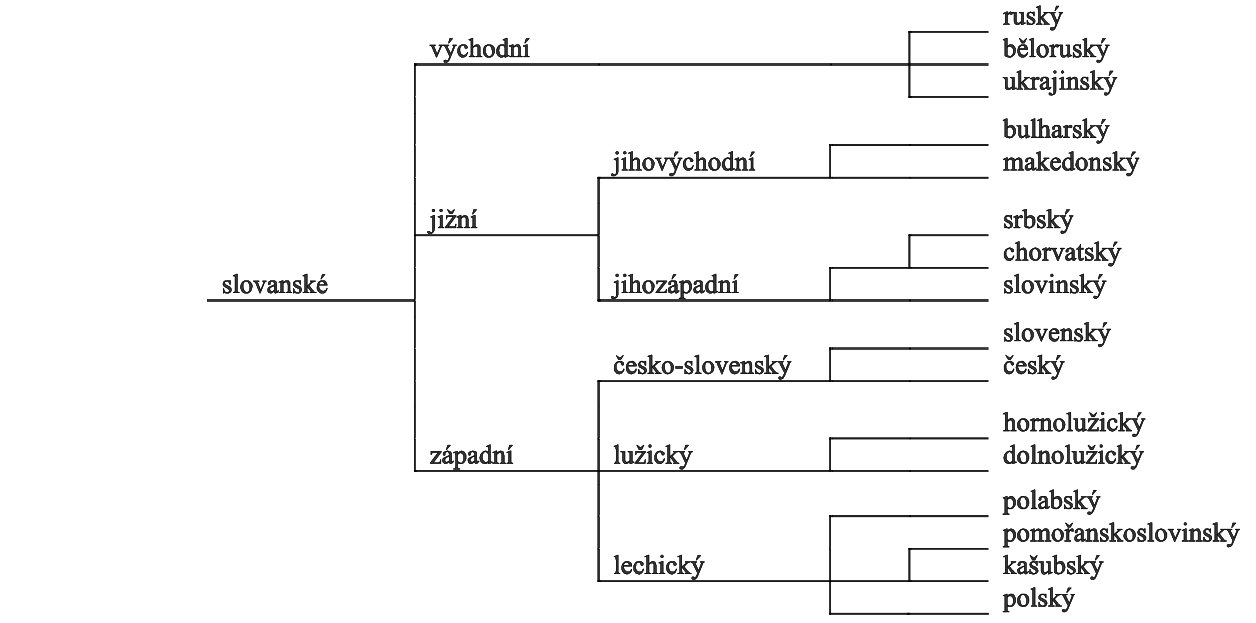 ruský
východní
běloruský
ukrajinský
bulharský
jihovýchodní
makedonský
jižní
srbský
chorvatský
slovanské
jihozápadní
slovinský
slovenský
česko-slovenský
český
hornolužický
západní
lužický
dolnolužický
polabský
pomořanskoslovinský
lechický
kašubský
polský